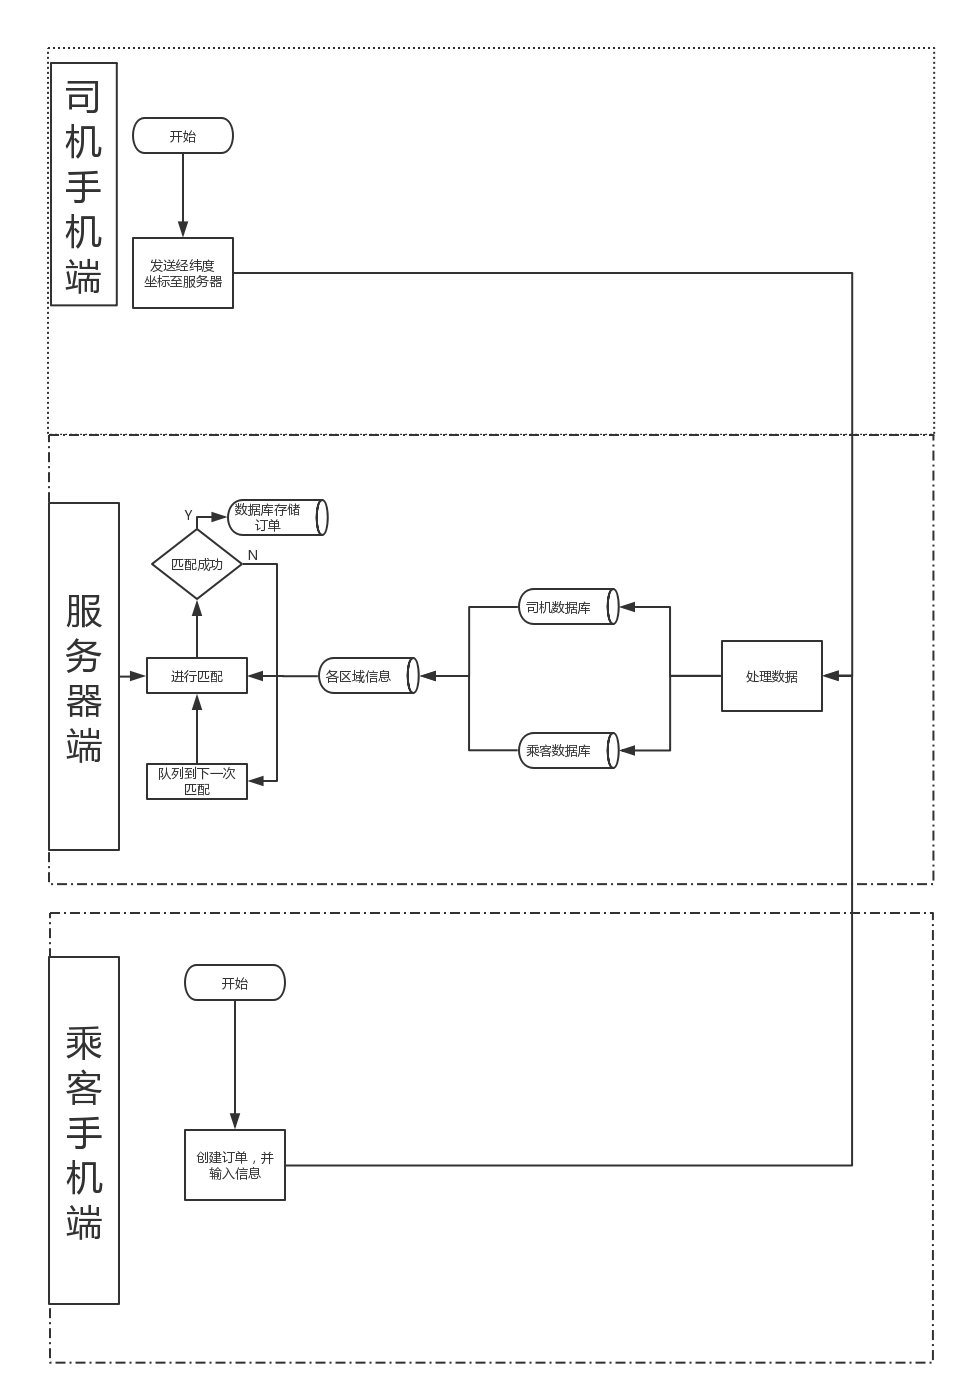 司
机
手
机
端
开始
发送经纬度
坐标至服务器
服
务
器
端
Y
数据库存储
订单
匹配成功
N
进行匹配
队列到下一次
匹配
各区域信息
司机数据库
乘客数据库
处理数据
乘
客
手
机
端
开始
创建订单，并
输入信息